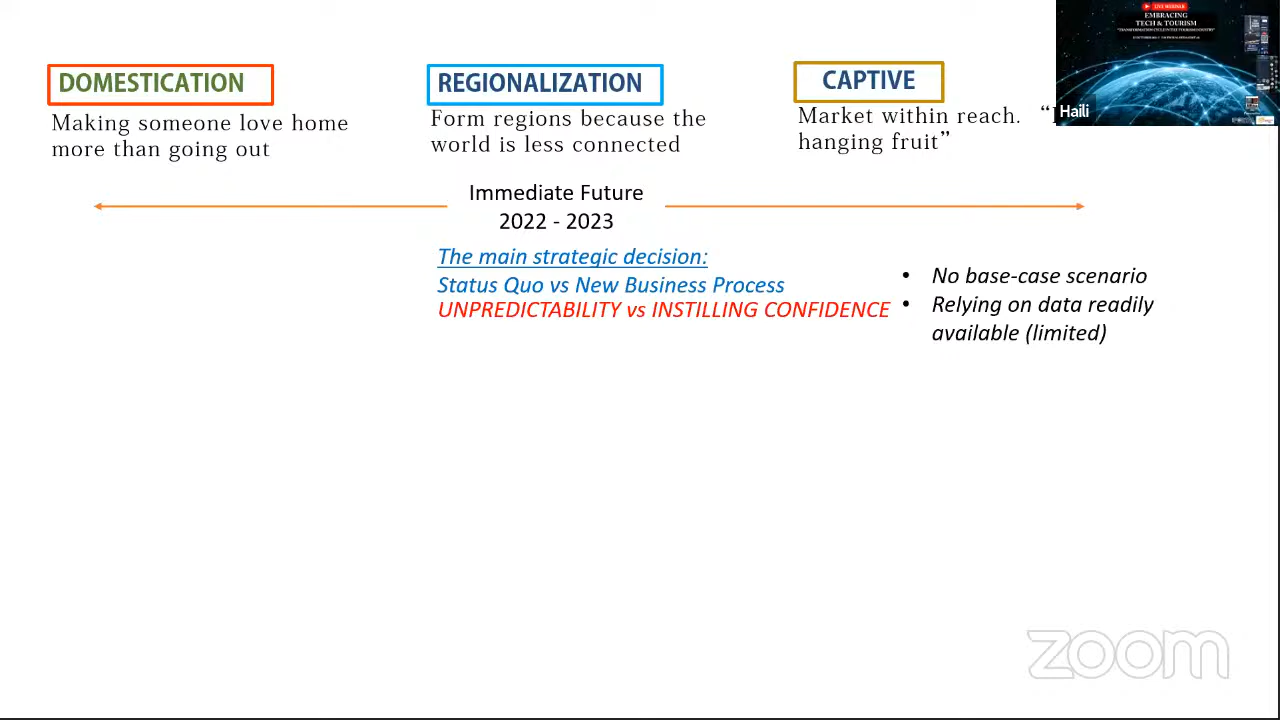 DOMESTICATION
Making someone love home
more than going out
REGIONALIZATION
Form regions because the
world is less connected
CAPTIVE
Market within reach. “
hanging fruit”
Immediate Future
2022 - 2023
The main strategic decision:
Status Quo vs New Business Process
UNPREDICTABILITY vs INSTILLING CONFIDENCE
• No base-case scenario
• Relying on data readily
available (limited)
LIVE WEBINAR
EMBRACING
TECH & TOURISM
Haili
zoom